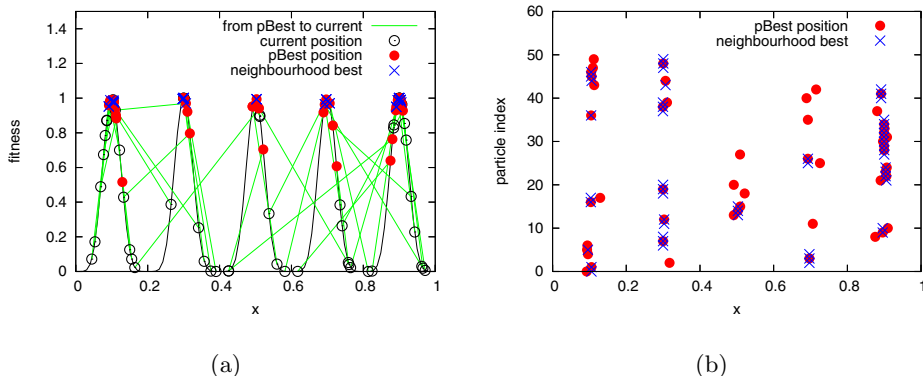 from pBest to current
current position
pBest position
neighbourhood best
fitness
1.4
1.2
1
0.8
0.6
0.4
0.2
0
0 0.2 0.4 0.6 0.8 1
x
(a)
pBest position
neighbourhood best
particle index
60
50
40
30
20
10
0
0 0.2 0.4 0.6 0.8 1
x
(b)